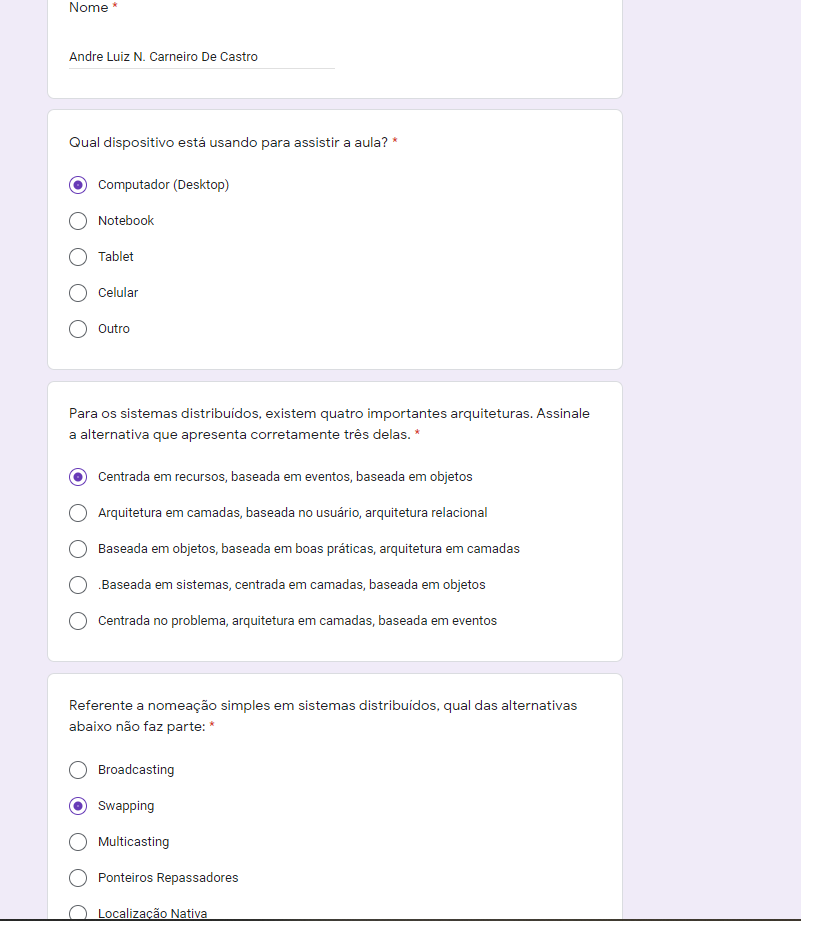 Nome *
Andre Luiz N. Carneiro De Castro
Qual dispositivo está usando para assistir a aula? *
Computador (Desktop)
Notebook
Tablet
Celular
Outro
Para os sistemas distribuídos, existem quatro importantes arquiteturas. Assinale
a alternativa que apresenta corretamente três delas. *
Centrada em recursos, baseada em eventos, baseada em objetos
Arquitetura em camadas, baseada no usuário, arquitetura relacional
Baseada em objetos, baseada em boas práticas, arquitetura em camadas
.Baseada em sistemas, centrada em camadas, baseada em objetos
Centrada no problema, arquitetura em camadas, baseada em eventos
Referente a nomeação simples em sistemas distribuídos, qual das alternativas
abaixo não faz parte: *
Broadcasting
Swapping
Multicasting
Ponteiros Repassadores
Localização Nativa